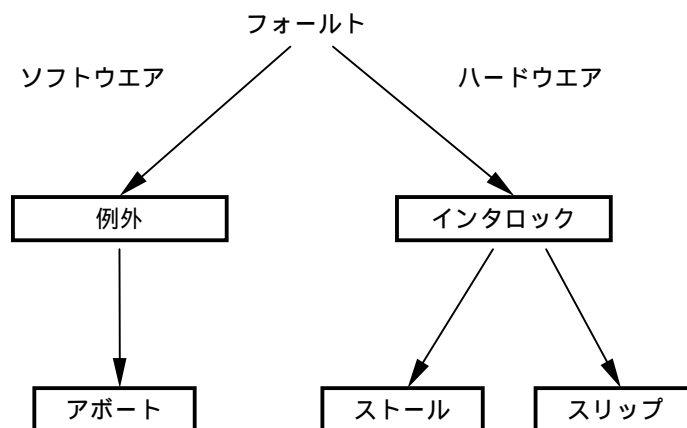 フォールト
ソフトウエア
ハードウエア
例外
インタロック
アボート
ストール
スリップ